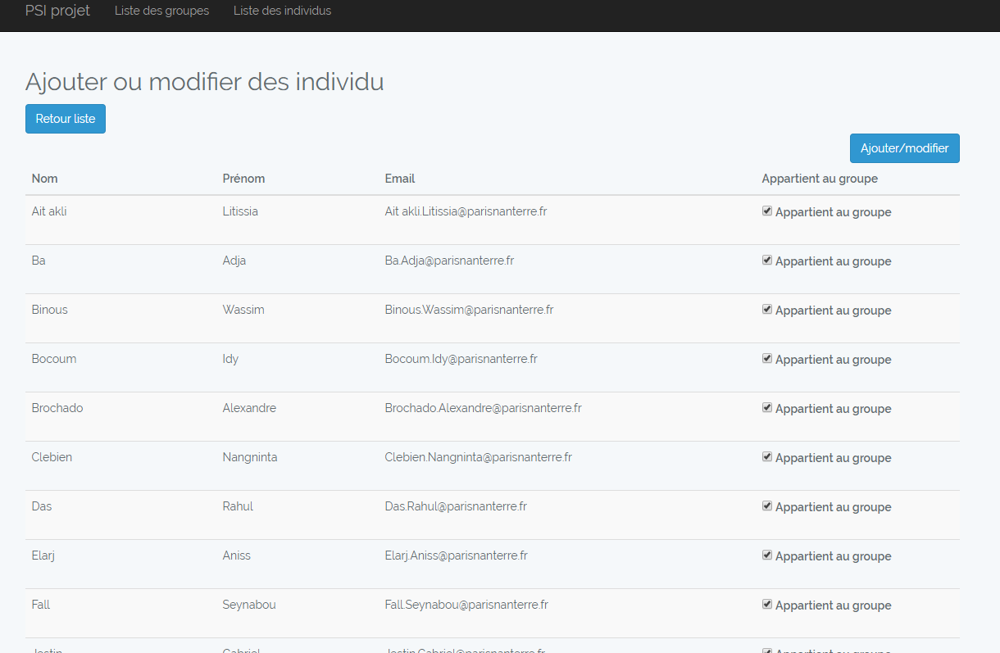 PSI projet Liste des groupes Liste des individus
Ajouter ou modifier des individu
Retour liste
Ajouter/modifier
Nom Prénom Email Appartient au groupe
Ait akli Litissia Ait akli.Litissia@parisnanterre.fr Appartient au groupe
Ba Adja Ba.Adja@parisnanterre.fr Appartient au groupe
Binous Wassim Binous.Wassim@parisnanterre.fr Appartient au groupe
Bocoum Idy Bocoum.Idy@parisnanterre.fr Appartient au groupe
Brochado Alexandre Brochado.Alexandre@parisnanterre.fr Appartient au groupe
Clebien Nangninta Clebien.Nangninta@parisnanterre.fr Appartient au groupe
Das Rahul Das.Rahul@parisnanterre.fr Appartient au groupe
Elarj Aniss Elarj.Aniss@parisnanterre.fr Appartient au groupe
Fall Seynabou Fall.Seynabou@parisnanterre.fr Appartient au groupe
Gabriel Appartient au groupe